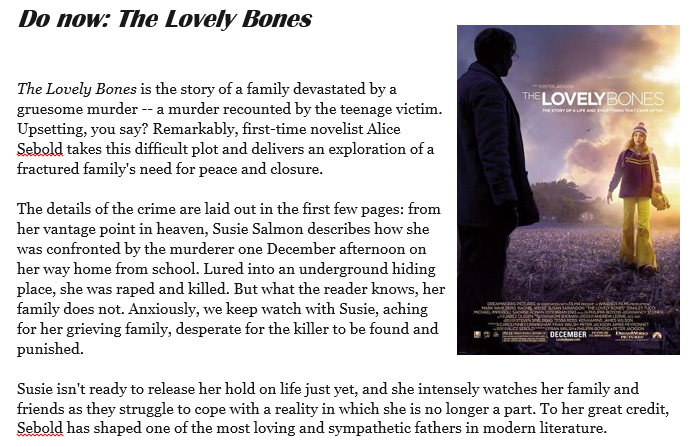 Do now: The Lovely Bones
The Lovely Bones is the story of a family devastated by a
gruesome murder -- a murder recounted by the teenage victim.
Upsetting, you say? Remarkably, first-time novelist Alice
Sebold takes this difficult plot and delivers an exploration of a
fractured family's need for peace and closure.
The details of the crime are laid out in the first few pages: from
her vantage point in heaven, Susie Salmon describes how she
was confronted by the murderer one December afternoon on
her way home from school. Lured into an underground hiding
place, she was raped and killed. But what the reader knows, her
family does not. Anxiously, we keep watch with Susie, aching
for her grieving family, desperate for the killer to be found and
punished.
Susie isn't ready to release her hold on life just yet, and she intensely watches her family and
friends as they struggle to cope with a reality in which she is no longer a part. To her great credit,
Sebold has shaped one of the most loving and sympathetic fathers in modern literature.
THE LOVELY BONES
THE STORY OF A LIFE AND EVERYTHING THAT CAME AFTER...
DECEMBER